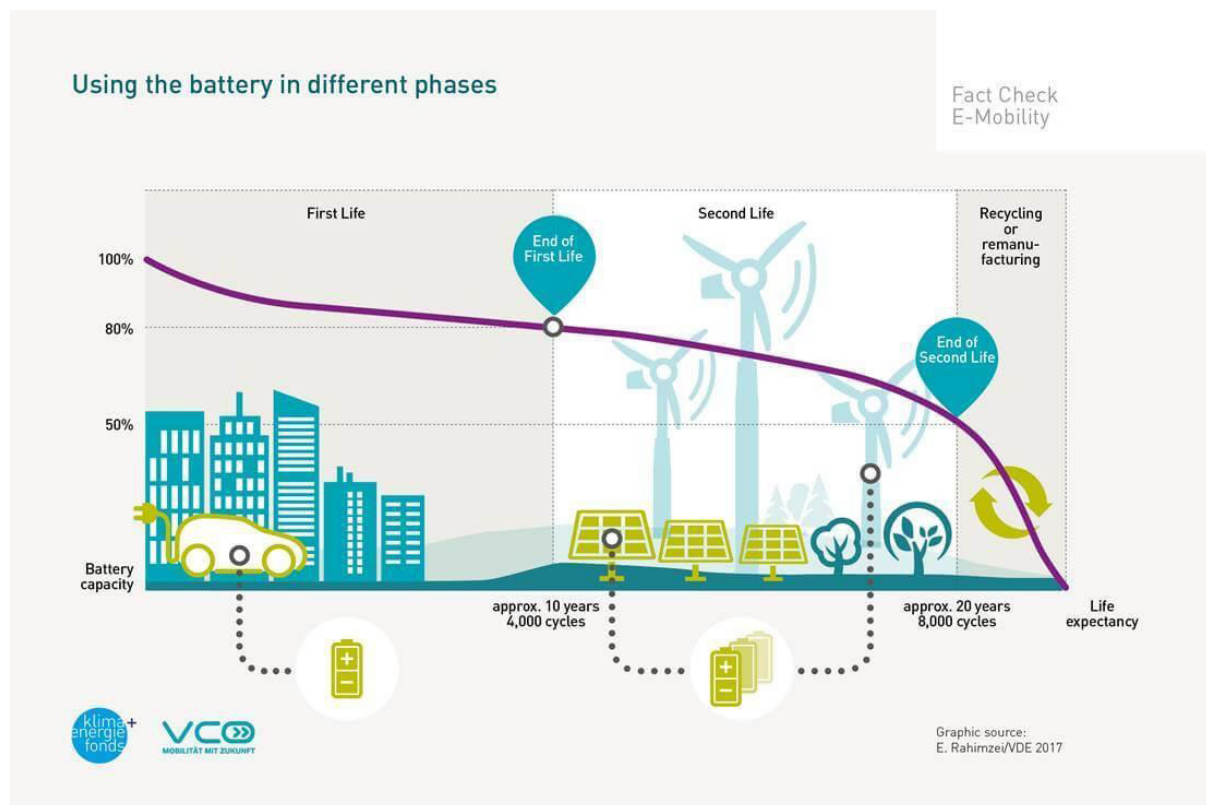 Using the battery in different phases
Fact Check
E-Mobility
First Life
Second Life
Recycling
or
remanu-
facturing
End of
First Life
100%
80%
End of
Second Life
50%
Battery
capacity
approx. 10 years
4,000 cycles
approx. 20 years
8,000 cycles
Life
expectancy
+
−
+
−
klima+
energie
fonds
VCO
MOBILITÄT MIT ZUKUNFT
Graphic source:
E. Rahimzei/VDE 2017